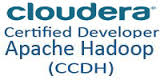 cloudera®
Certified Developer
Apache Hadoop
(CCDH)